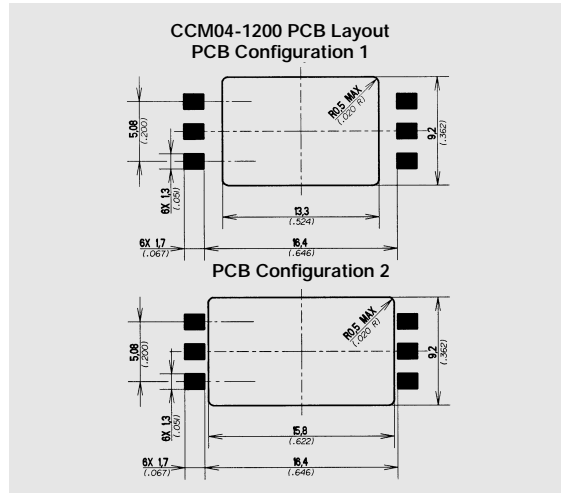 CCM04-1200 PCB Layout
PCB Configuration 1
R0.5 MAX
(.020 R)
5,08
(.200)
9,2
(.362)
6X 1,3
(.051)
13,3
(.524)
6X 1,7
(.067)
16,4
(.646)
PCB Configuration 2
R0.5 MAX
(.020 R)
5,08
(.200)
9,2
(.362)
6X 1,3
(.051)
15,8
(.622)
6X 1,7
(.067)
16,4
(.646)